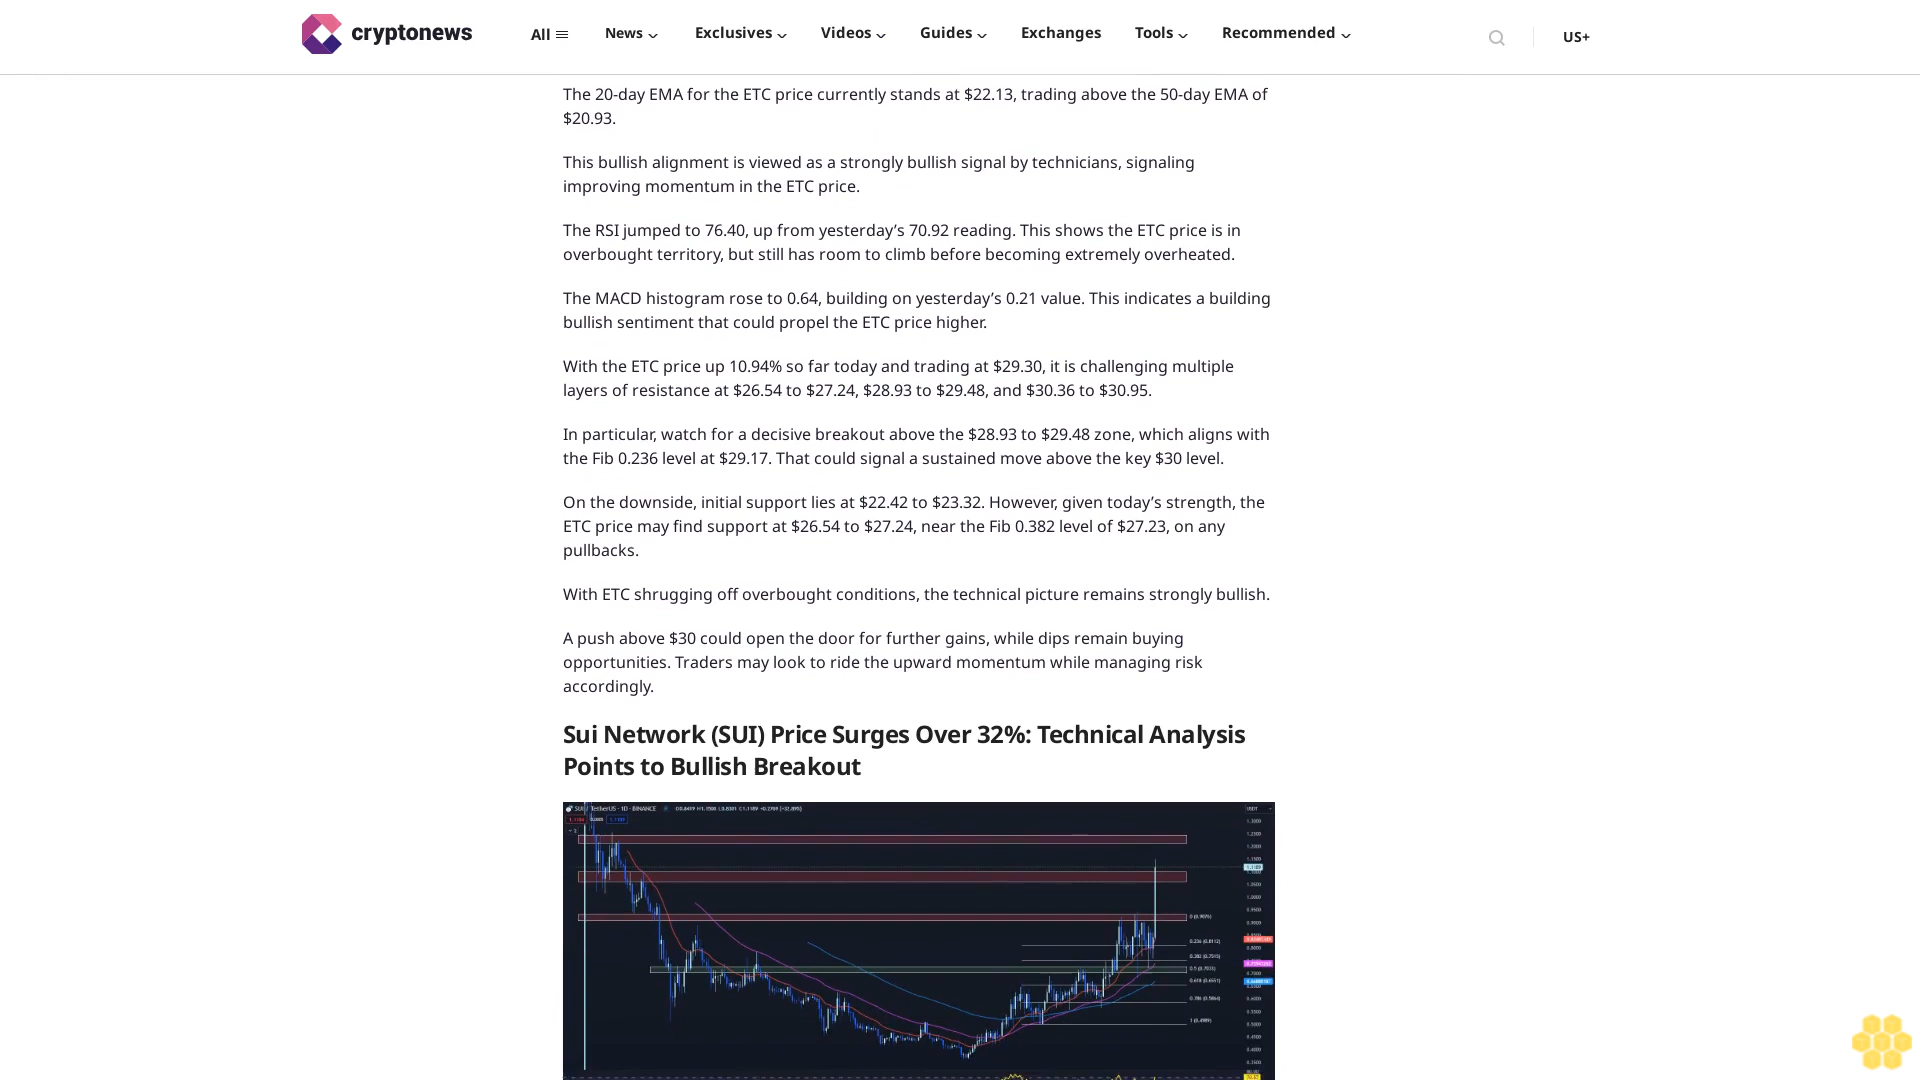 cryptonews
All
News
Exclusives
Videos
Guides
Exchanges
Tools
Recommended
US+
The 20-day EMA for the ETC price currently stands at $22.13, trading above the 50-day EMA of
$20.93.
This bullish alignment is viewed as a strongly bullish signal by technicians, signaling
improving momentum in the ETC price.
The RSI jumped to 76.40, up from yesterday’s 70.92 reading. This shows the ETC price is in
overbought territory, but still has room to climb before becoming extremely overheated.
The MACD histogram rose to 0.64, building on yesterday’s 0.21 value. This indicates a building
bullish sentiment that could propel the ETC price higher.
With the ETC price up 10.94% so far today and trading at $29.30, it is challenging multiple
layers of resistance at $26.54 to $27.24, $28.93 to $29.48, and $30.36 to $30.95.
In particular, watch for a decisive breakout above the $28.93 to $29.48 zone, which aligns with
the Fib 0.236 level at $29.17. That could signal a sustained move above the key $30 level.
On the downside, initial support lies at $22.42 to $23.32. However, given today’s strength, the
ETC price may find support at $26.54 to $27.24, near the Fib 0.382 level of $27.23, on any
pullbacks.
With ETC shrugging off overbought conditions, the technical picture remains strongly bullish.
A push above $30 could open the door for further gains, while dips remain buying
opportunities. Traders may look to ride the upward momentum while managing risk
accordingly.
Sui Network (SUI) Price Surges Over 32%: Technical Analysis
Points to Bullish Breakout
TetherUS · 1D · BINANCE
USDT